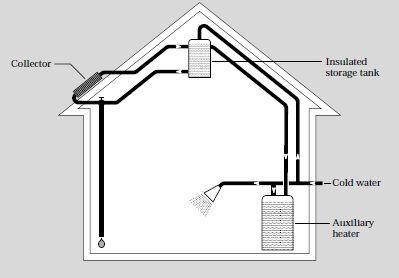 Collector
Insulated
storage tank
Cold water
Auxiliary
heater